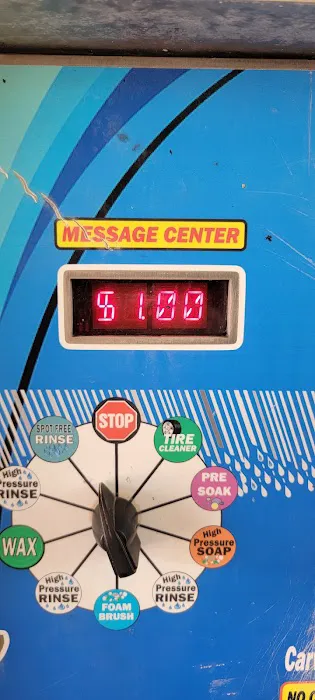 MESSAGE CENTER
$1.00
STOP
TIRE
CLEANER
PRE
SOAK
High
Pressure
SOAP
High
Pressure
RINSE
FOAM
BRUSH
High
Pressure
RINSE
WAX
High
Pressure
RINSE
SPOT FREE
RINSE
Car